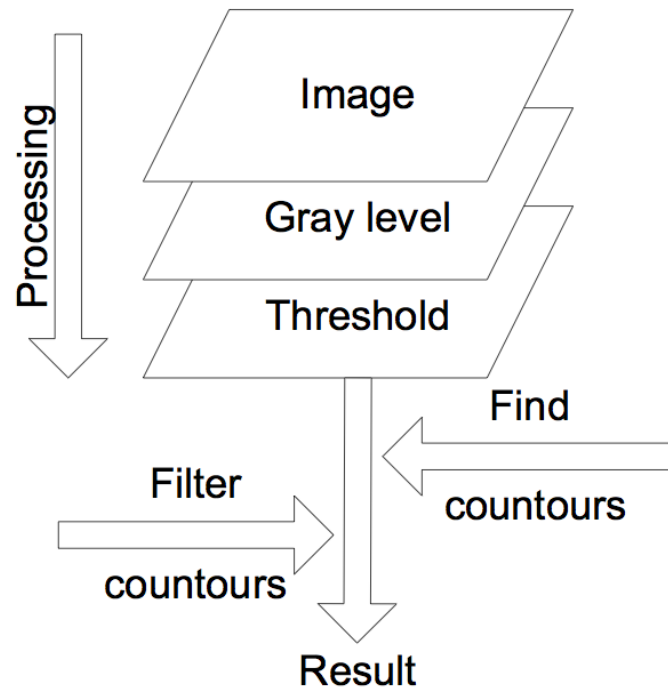 Image
Processing
Gray level
Threshold
Find
countours
Filter
countours
Result